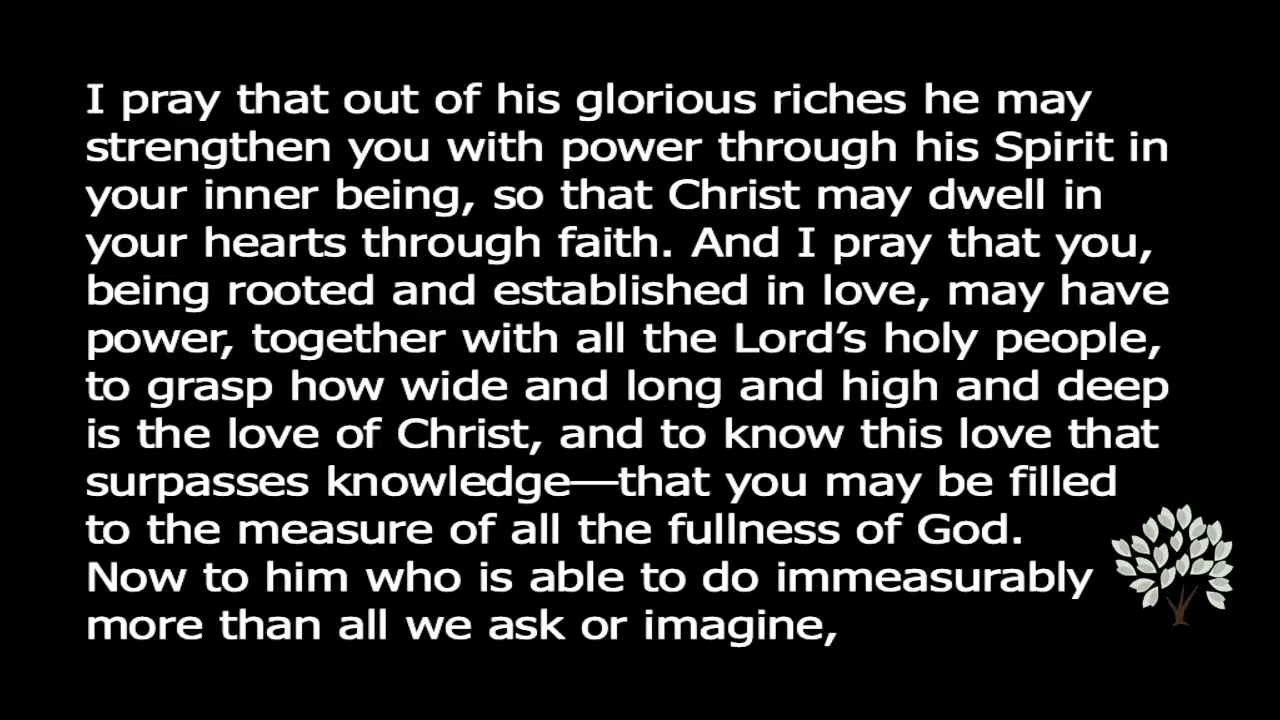 I pray that out of his glorious riches he may
strengthen you with power through his Spirit in
your inner being, so that Christ may dwell in
your hearts through faith. And I pray that you,
being rooted and established in love, may have
power, together with all the Lord’s holy people,
to grasp how wide and long and high and deep
is the love of Christ, and to know this love that
surpasses knowledge—that you may be filled
to the measure of all the fullness of God.
Now to him who is able to do immeasurably
more than all we ask or imagine,